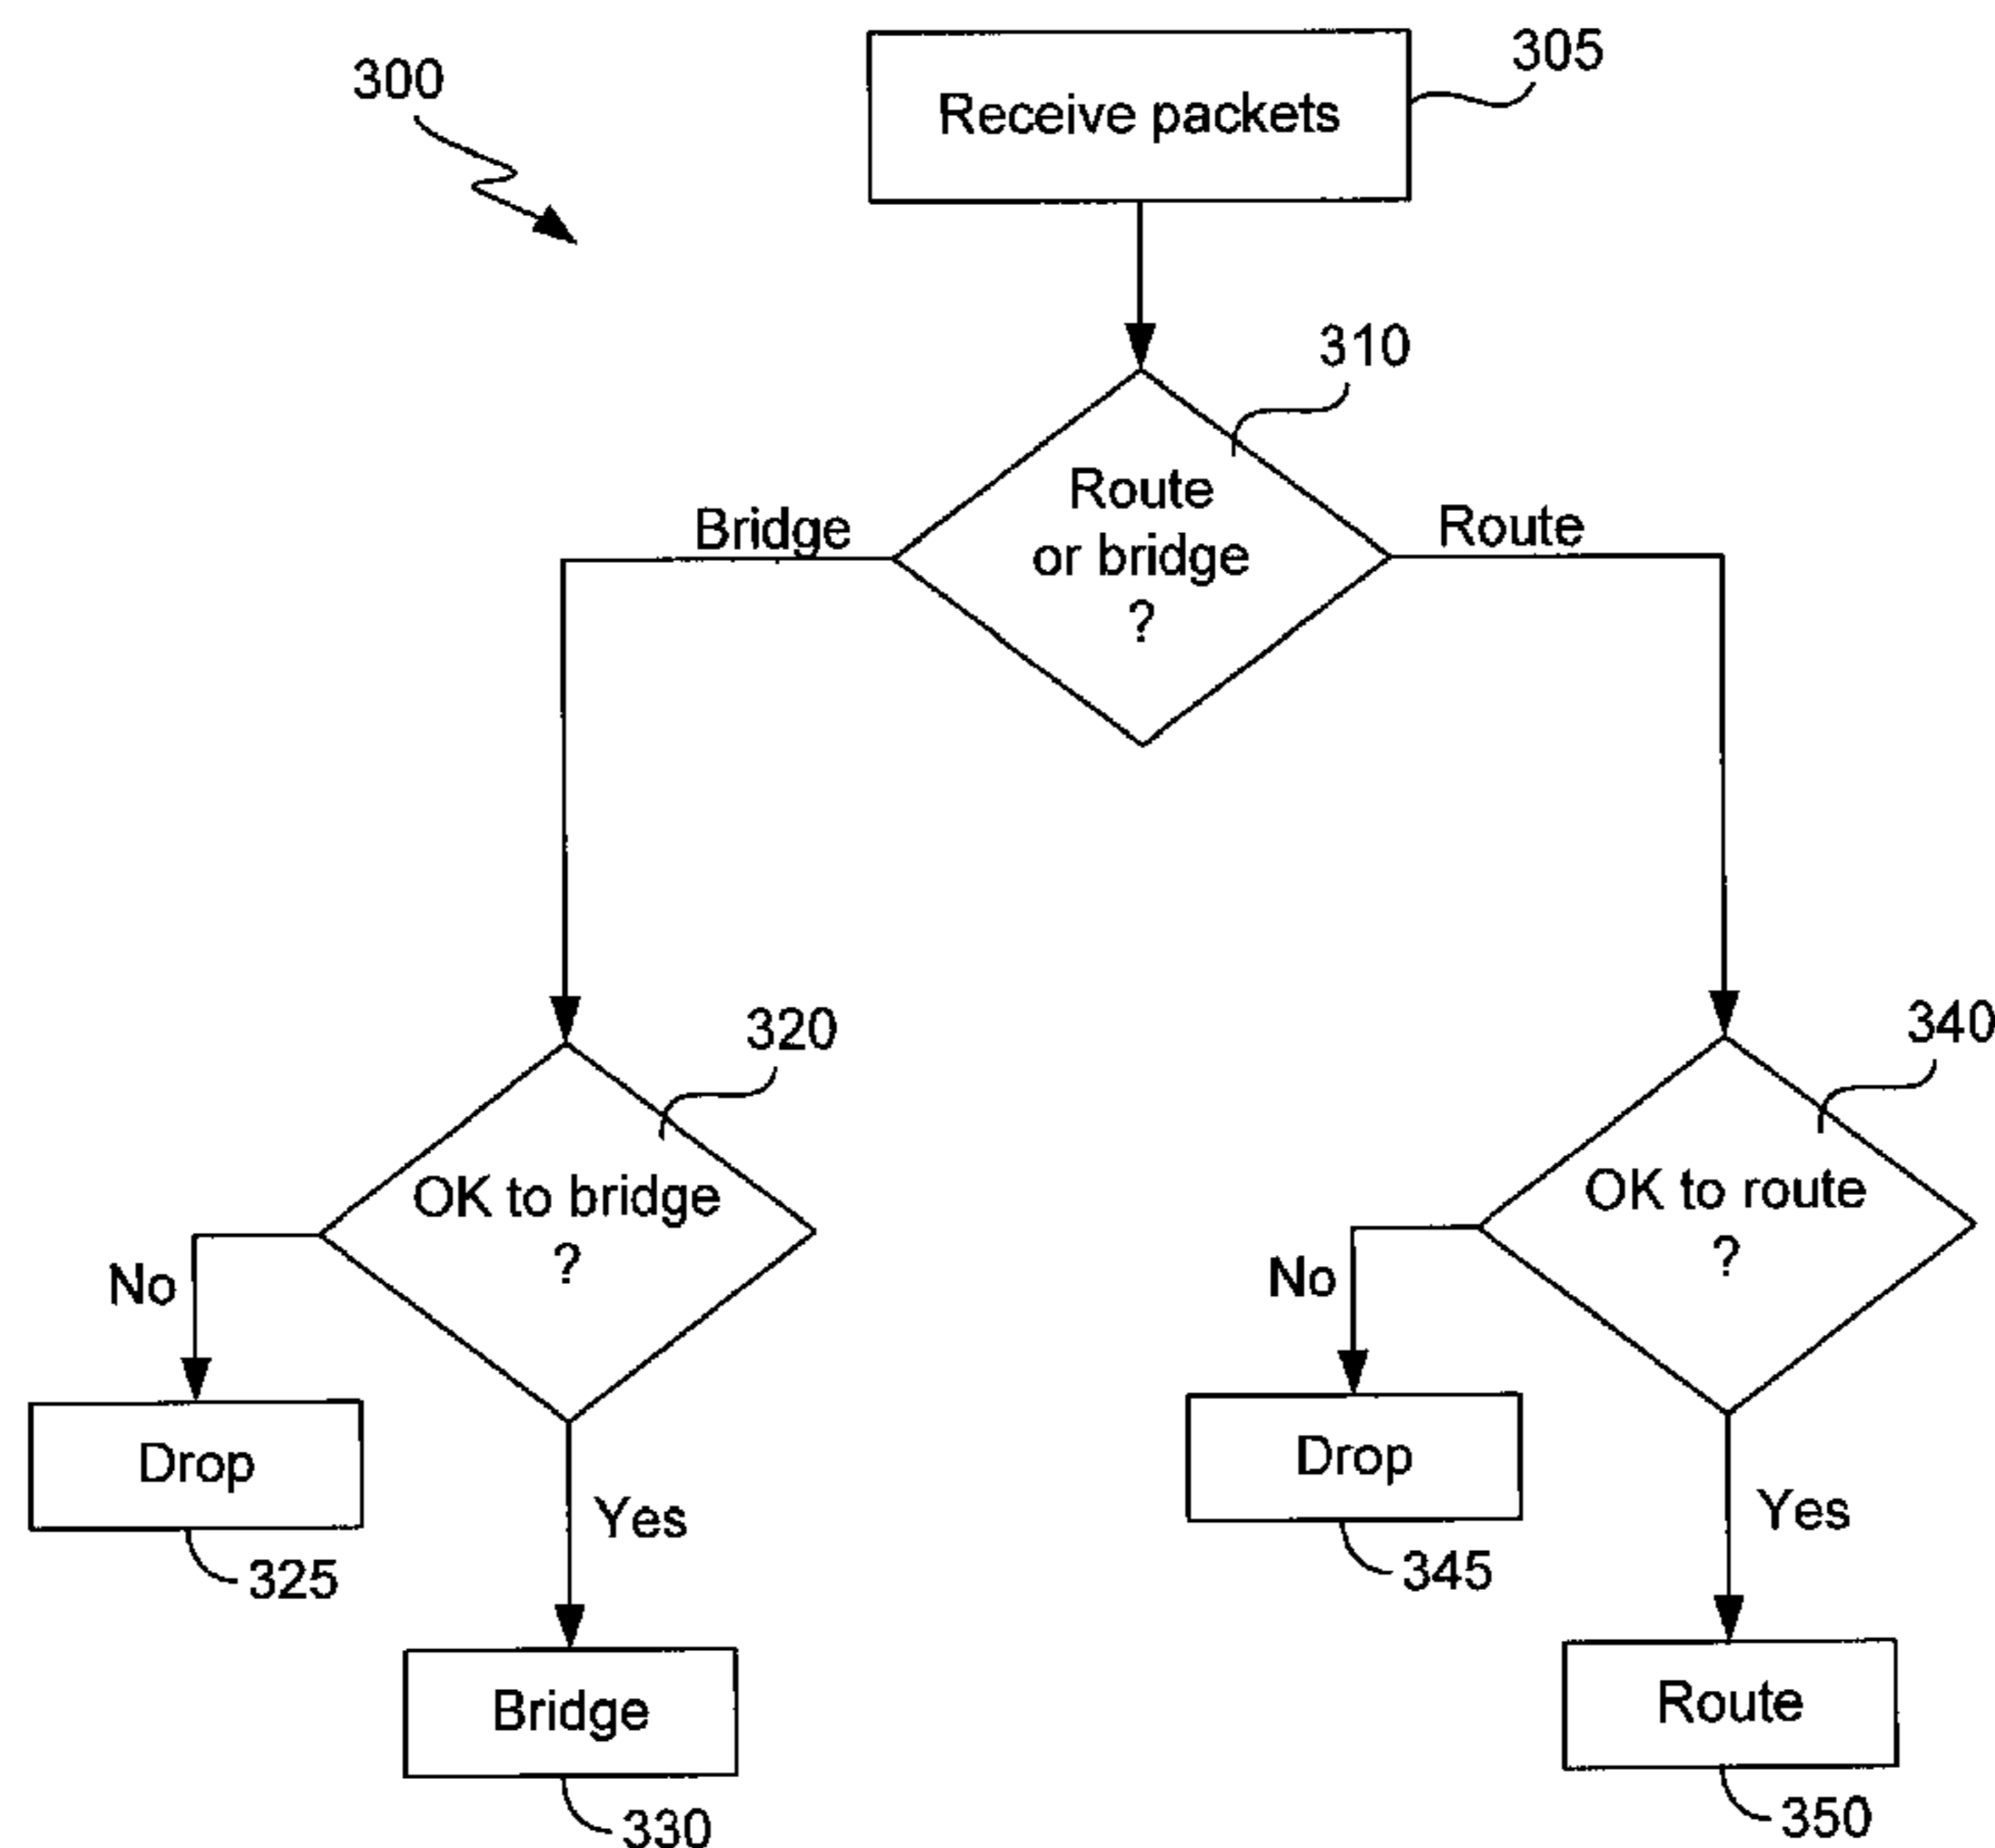 300
Receive packets
305
310
Route
or bridge
?
Bridge
Route
320
OK to bridge
?
340
OK to route
?
No
No
Drop
Yes
325
Drop
Yes
345
Bridge
330
Route
350